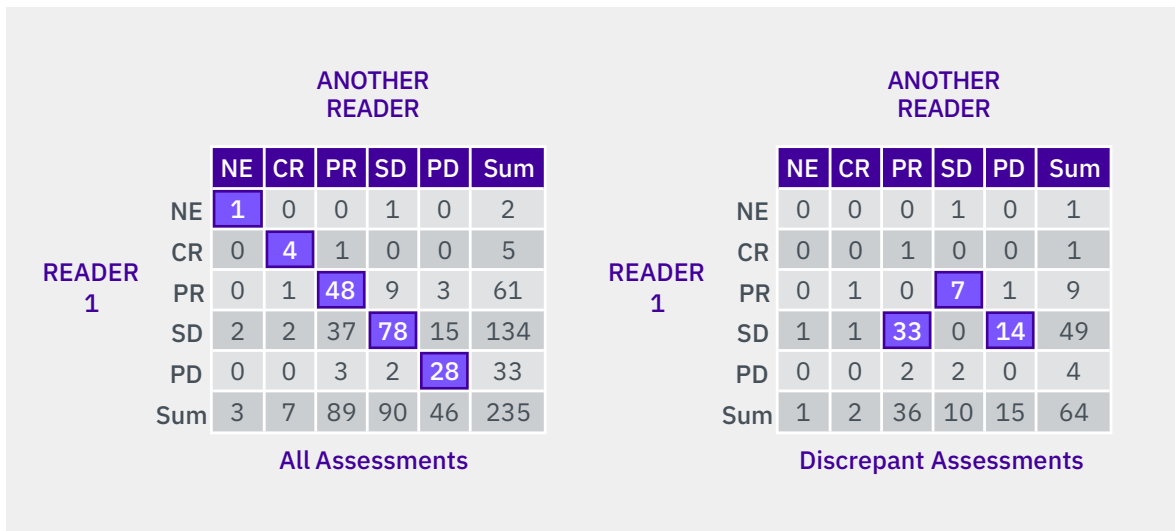 ANOTHER
READER
NE CR PR SD PD Sum
NE 1 0 0 1 0 2
CR 0 4 1 0 0 5
READER
1
PR 0 1 48 9 3 61
SD 2 2 37 78 15 134
PD 0 0 3 2 28 33
Sum 3 7 89 90 46 235
All Assessments
ANOTHER
READER
NE CR PR SD PD Sum
NE 0 0 0 1 0 1
CR 0 0 1 0 0 1
READER
1
PR 0 1 0 7 1 9
SD 1 1 33 0 14 49
PD 0 0 2 2 0 4
Sum 1 2 36 10 15 64
Discrepant Assessments